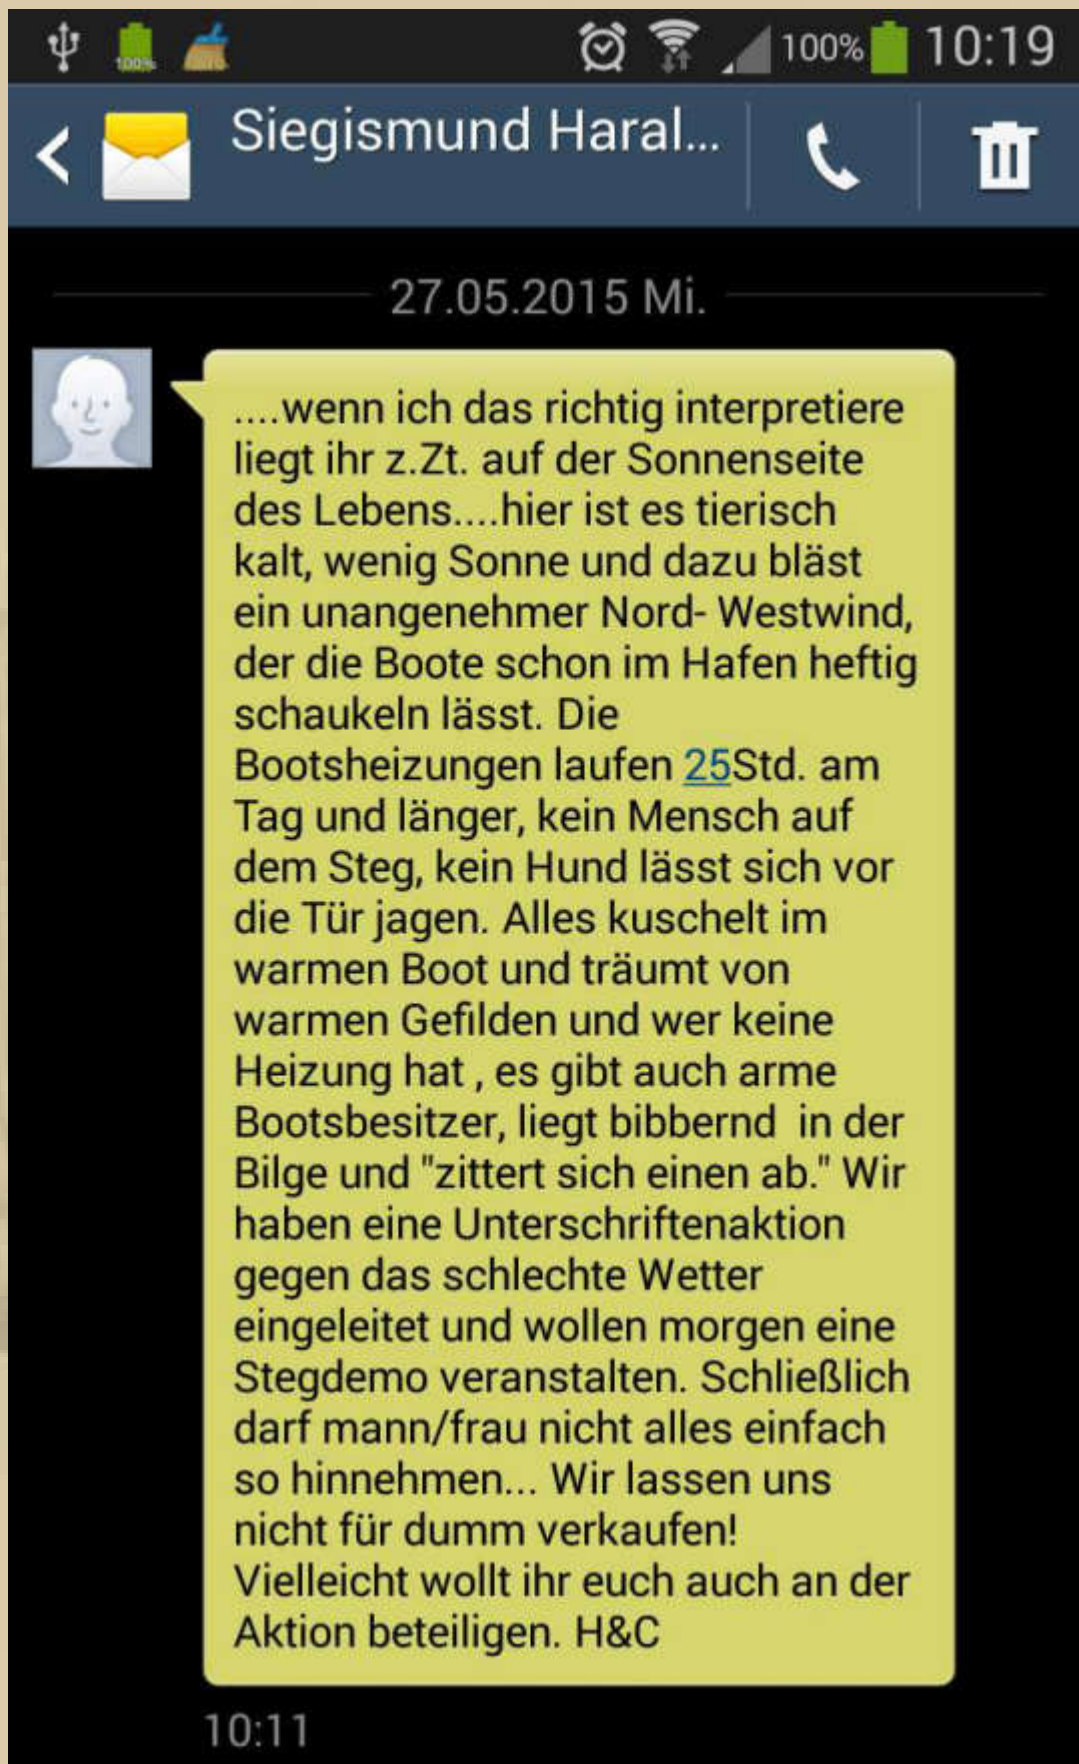 100% 100% 10:19
Siegismund Haral...
27.05.2015 Mi.
....wenn ich das richtig interpretiere
liegt ihr z.Zt. auf der Sonnenseite
des Lebens....hier ist es tierisch
kalt, wenig Sonne und dazu bläst
ein unangenehmer Nord- Westwind,
der die Boote schon im Hafen heftig
schaukeln lässt. Die
Bootsheizungen laufen 25Std. am
Tag und länger, kein Mensch auf
dem Steg, kein Hund lässt sich vor
die Tür jagen. Alles kuschelt im
warmen Boot und träumt von
warmen Gefilden und wer keine
Heizung hat , es gibt auch arme
Bootsbesitzer, liegt bibbernd  in der
Bilge und "zittert sich einen ab." Wir
haben eine Unterschriftenaktion
gegen das schlechte Wetter
eingeleitet und wollen morgen eine
Stegdemo veranstalten. Schließlich
darf mann/frau nicht alles einfach
so hinnehmen... Wir lassen uns
nicht für dumm verkaufen!
Vielleicht wollt ihr euch auch an der
Aktion beteiligen. H&C
10:11